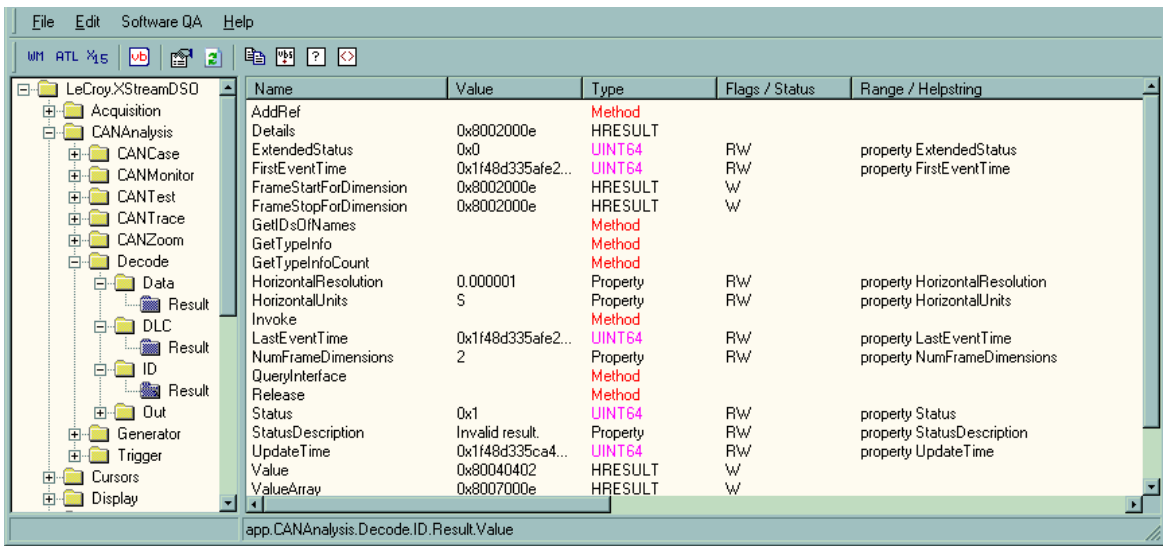 File Edit Software QA Help
WM ATL X15 vb vbs ? <>
LeCroy.XStreamDSO
Acquisition
CANAnalysis
CANCase
CANMonitor
CANTest
CANTrace
CANZoom
Decode
Data
Result
DLC
Result
ID
Result
Out
Generator
Trigger
Cursors
Display
Name Value Type Flags / Status Range / Helpstring
AddRef Method
Details 0x8002000e HRESULT
ExtendedStatus 0x0 UINT64 RW property ExtendedStatus
FirstEventTime 0x1f48d335afe2... UINT64 RW property FirstEventTime
FrameStartForDimension 0x8002000e HRESULT W
FrameStopForDimension 0x8002000e HRESULT W
GetIDsOfNames Method
GetTypeInfo Method
GetTypeInfoCount Method
HorizontalResolution 0.000001 Property RW property HorizontalResolution
HorizontalUnits S Property RW property HorizontalUnits
Invoke Method
LastEventTime 0x1f48d335afe2... UINT64 RW property LastEventTime
NumFrameDimensions 2 Property RW property NumFrameDimensions
QueryInterface Method
Release Method
Status 0x1 UINT64 RW property Status
StatusDescription Invalid result. Property RW property StatusDescription
UpdateTime 0x1f48d335ca4... UINT64 RW property UpdateTime
Value 0x80040402 HRESULT W
ValueArray 0x8007000e HRESULT W
app.CANAnalysis.Decode.ID.Result.Value